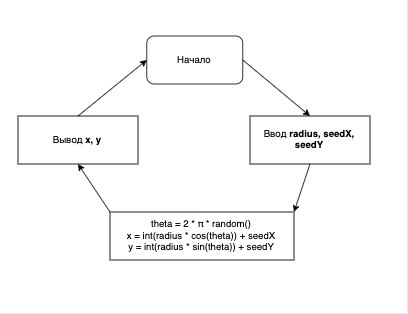 Начало
Ввод radius, seedX,
seedY
theta = 2 * π * random()
x = int(radius * cos(theta)) + seedX
y = int(radius * sin(theta)) + seedY
Вывод x, y